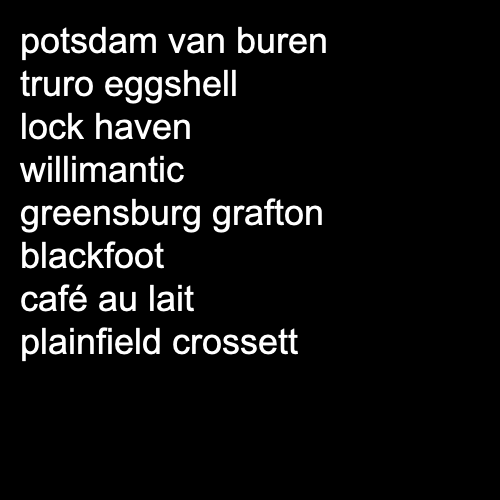 potsdam van buren
truro eggshell
lock haven
willimantic
greensburg grafton
blackfoot
café au lait
plainfield crossett